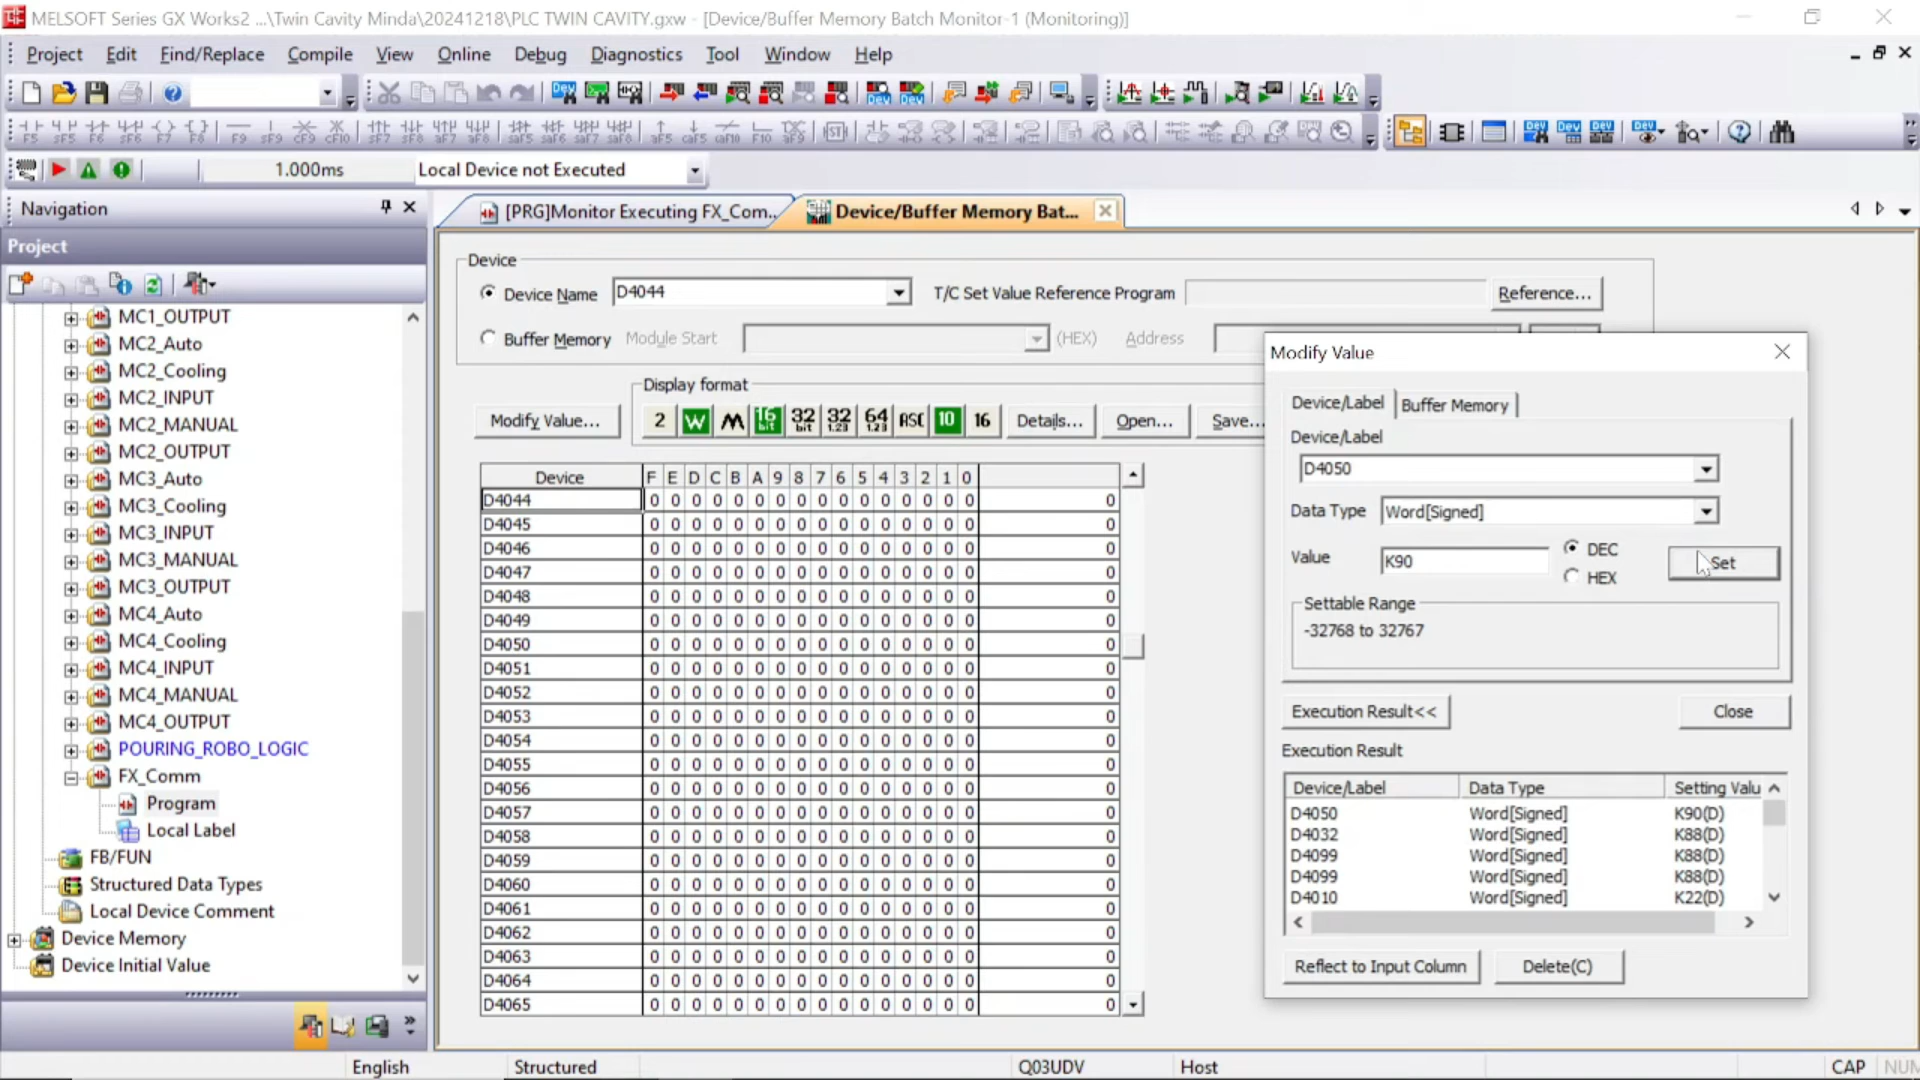 MELSOFT Series GX Works2 ...\Twin Cavity Minda\20241218\PLC TWIN CAVITY.gxw - [Device/Buffer Memory Batch Monitor-1 (Monitoring)]
Project Edit Find/Replace Compile View Online Debug Diagnostics Tool Window Help
1.000ms Local Device not Executed
Navigation
Project
MC1_OUTPUT
MC2_Auto
MC2_Cooling
MC2_INPUT
MC2_MANUAL
MC2_OUTPUT
MC3_Auto
MC3_Cooling
MC3_INPUT
MC3_MANUAL
MC3_OUTPUT
MC4_Auto
MC4_Cooling
MC4_INPUT
MC4_MANUAL
MC4_OUTPUT
POURING_ROBO_LOGIC
FX_Comm
Program
Local Label
FB/FUN
Structured Data Types
Local Device Comment
Device Memory
Device Initial Value
[PRG]Monitor Executing FX_Com... Device/Buffer Memory Bat...
Device
Device Name D4044 T/C Set Value Reference Program Reference...
Buffer Memory Module Start (HEX) Address
Display format
Modify Value... 2 W M 16 bit 32 bit 32 1.23 64 1.23 ASC 10 16 Details... Open... Save...
Device F E D C B A 9 8 7 6 5 4 3 2 1 0
D4044 0 0 0 0 0 0 0 0 0 0 0 0 0 0 0 0 0
D4045 0 0 0 0 0 0 0 0 0 0 0 0 0 0 0 0 0
D4046 0 0 0 0 0 0 0 0 0 0 0 0 0 0 0 0 0
D4047 0 0 0 0 0 0 0 0 0 0 0 0 0 0 0 0 0
D4048 0 0 0 0 0 0 0 0 0 0 0 0 0 0 0 0 0
D4049 0 0 0 0 0 0 0 0 0 0 0 0 0 0 0 0 0
D4050 0 0 0 0 0 0 0 0 0 0 0 0 0 0 0 0 0
D4051 0 0 0 0 0 0 0 0 0 0 0 0 0 0 0 0 0
D4052 0 0 0 0 0 0 0 0 0 0 0 0 0 0 0 0 0
D4053 0 0 0 0 0 0 0 0 0 0 0 0 0 0 0 0 0
D4054 0 0 0 0 0 0 0 0 0 0 0 0 0 0 0 0 0
D4055 0 0 0 0 0 0 0 0 0 0 0 0 0 0 0 0 0
D4056 0 0 0 0 0 0 0 0 0 0 0 0 0 0 0 0 0
D4057 0 0 0 0 0 0 0 0 0 0 0 0 0 0 0 0 0
D4058 0 0 0 0 0 0 0 0 0 0 0 0 0 0 0 0 0
D4059 0 0 0 0 0 0 0 0 0 0 0 0 0 0 0 0 0
D4060 0 0 0 0 0 0 0 0 0 0 0 0 0 0 0 0 0
D4061 0 0 0 0 0 0 0 0 0 0 0 0 0 0 0 0 0
D4062 0 0 0 0 0 0 0 0 0 0 0 0 0 0 0 0 0
D4063 0 0 0 0 0 0 0 0 0 0 0 0 0 0 0 0 0
D4064 0 0 0 0 0 0 0 0 0 0 0 0 0 0 0 0 0
D4065 0 0 0 0 0 0 0 0 0 0 0 0 0 0 0 0 0
Modify Value
Device/Label Buffer Memory
Device/Label
D4050
Data Type Word[Signed]
Value K90 DEC Set
HEX
Settable Range
-32768 to 32767
Execution Result<< Close
Execution Result
Device/Label Data Type Setting Valu
D4050 Word[Signed] K90(D)
D4032 Word[Signed] K88(D)
D4099 Word[Signed] K88(D)
D4099 Word[Signed] K88(D)
D4010 Word[Signed] K22(D)
Reflect to Input Column Delete(C)
English Structured Q03UDV Host CAP NUM